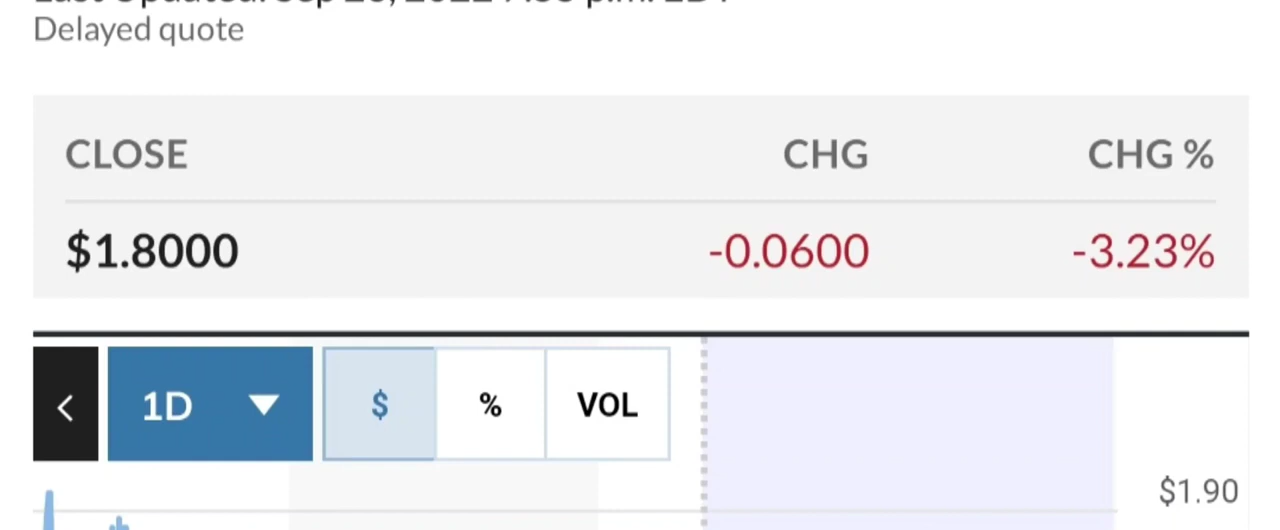 Delayed quote
CLOSE CHG CHG %
$1.8000 -0.0600 -3.23%
1D $ % VOL
$1.90